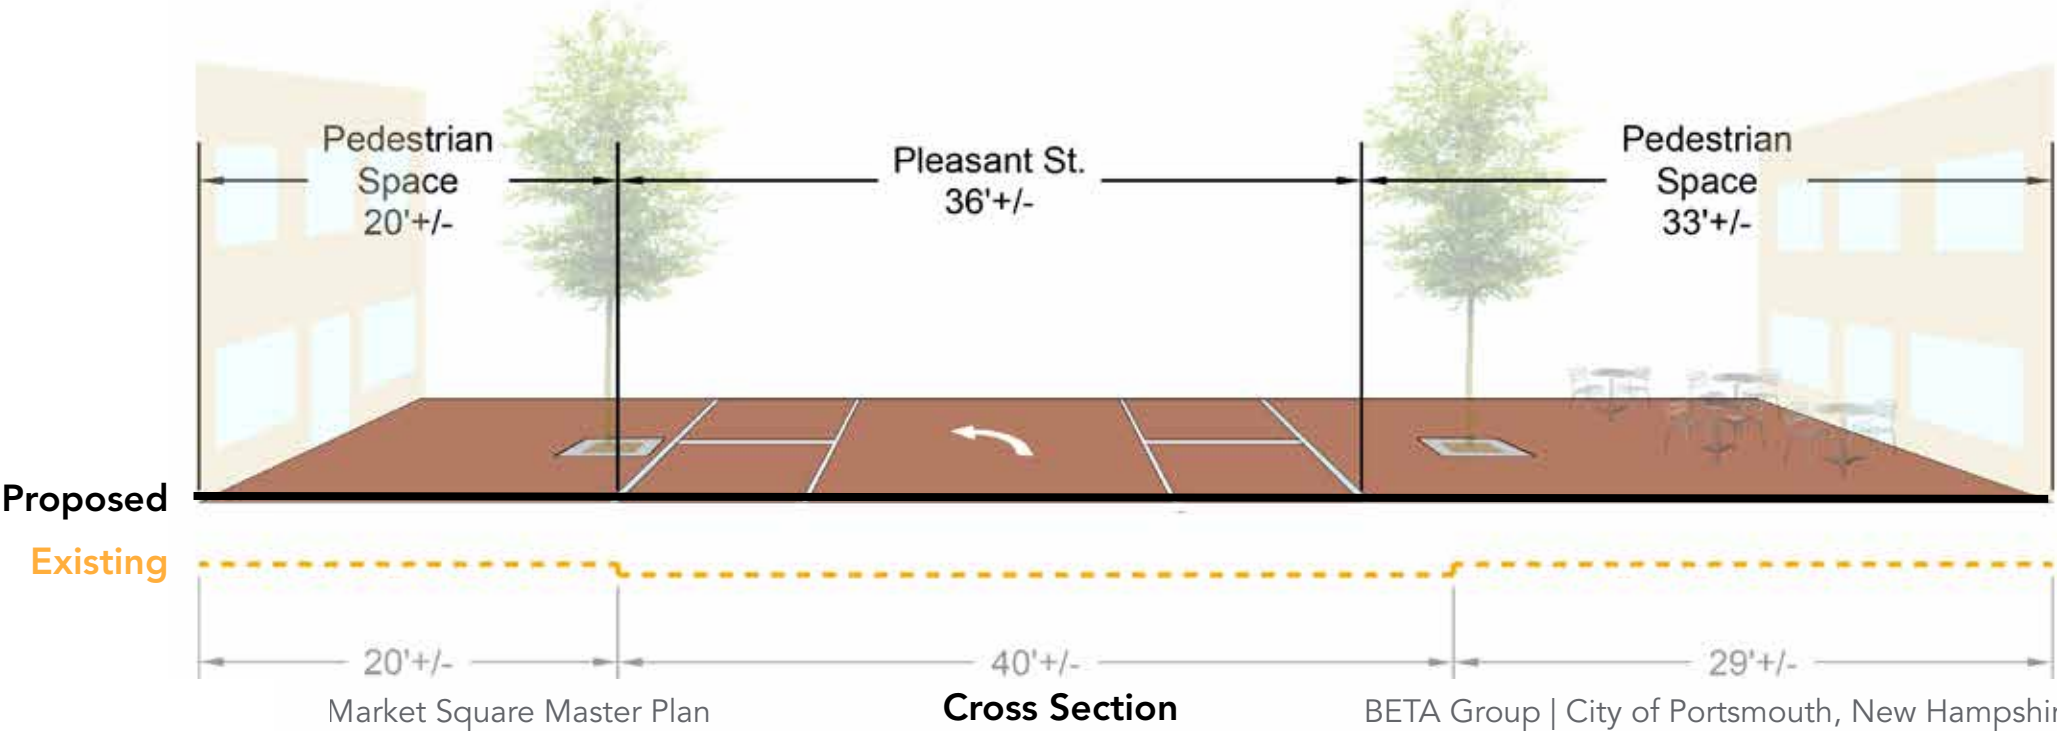 Pedestrian
Space
20'+/-
Pleasant St.
36'+/-
Pedestrian
Space
33'+/-
Proposed
Existing
20'+/-
40'+/-
29'+/-
Market Square Master Plan
Cross Section
BETA Group | City of Portsmouth, New Hampshir